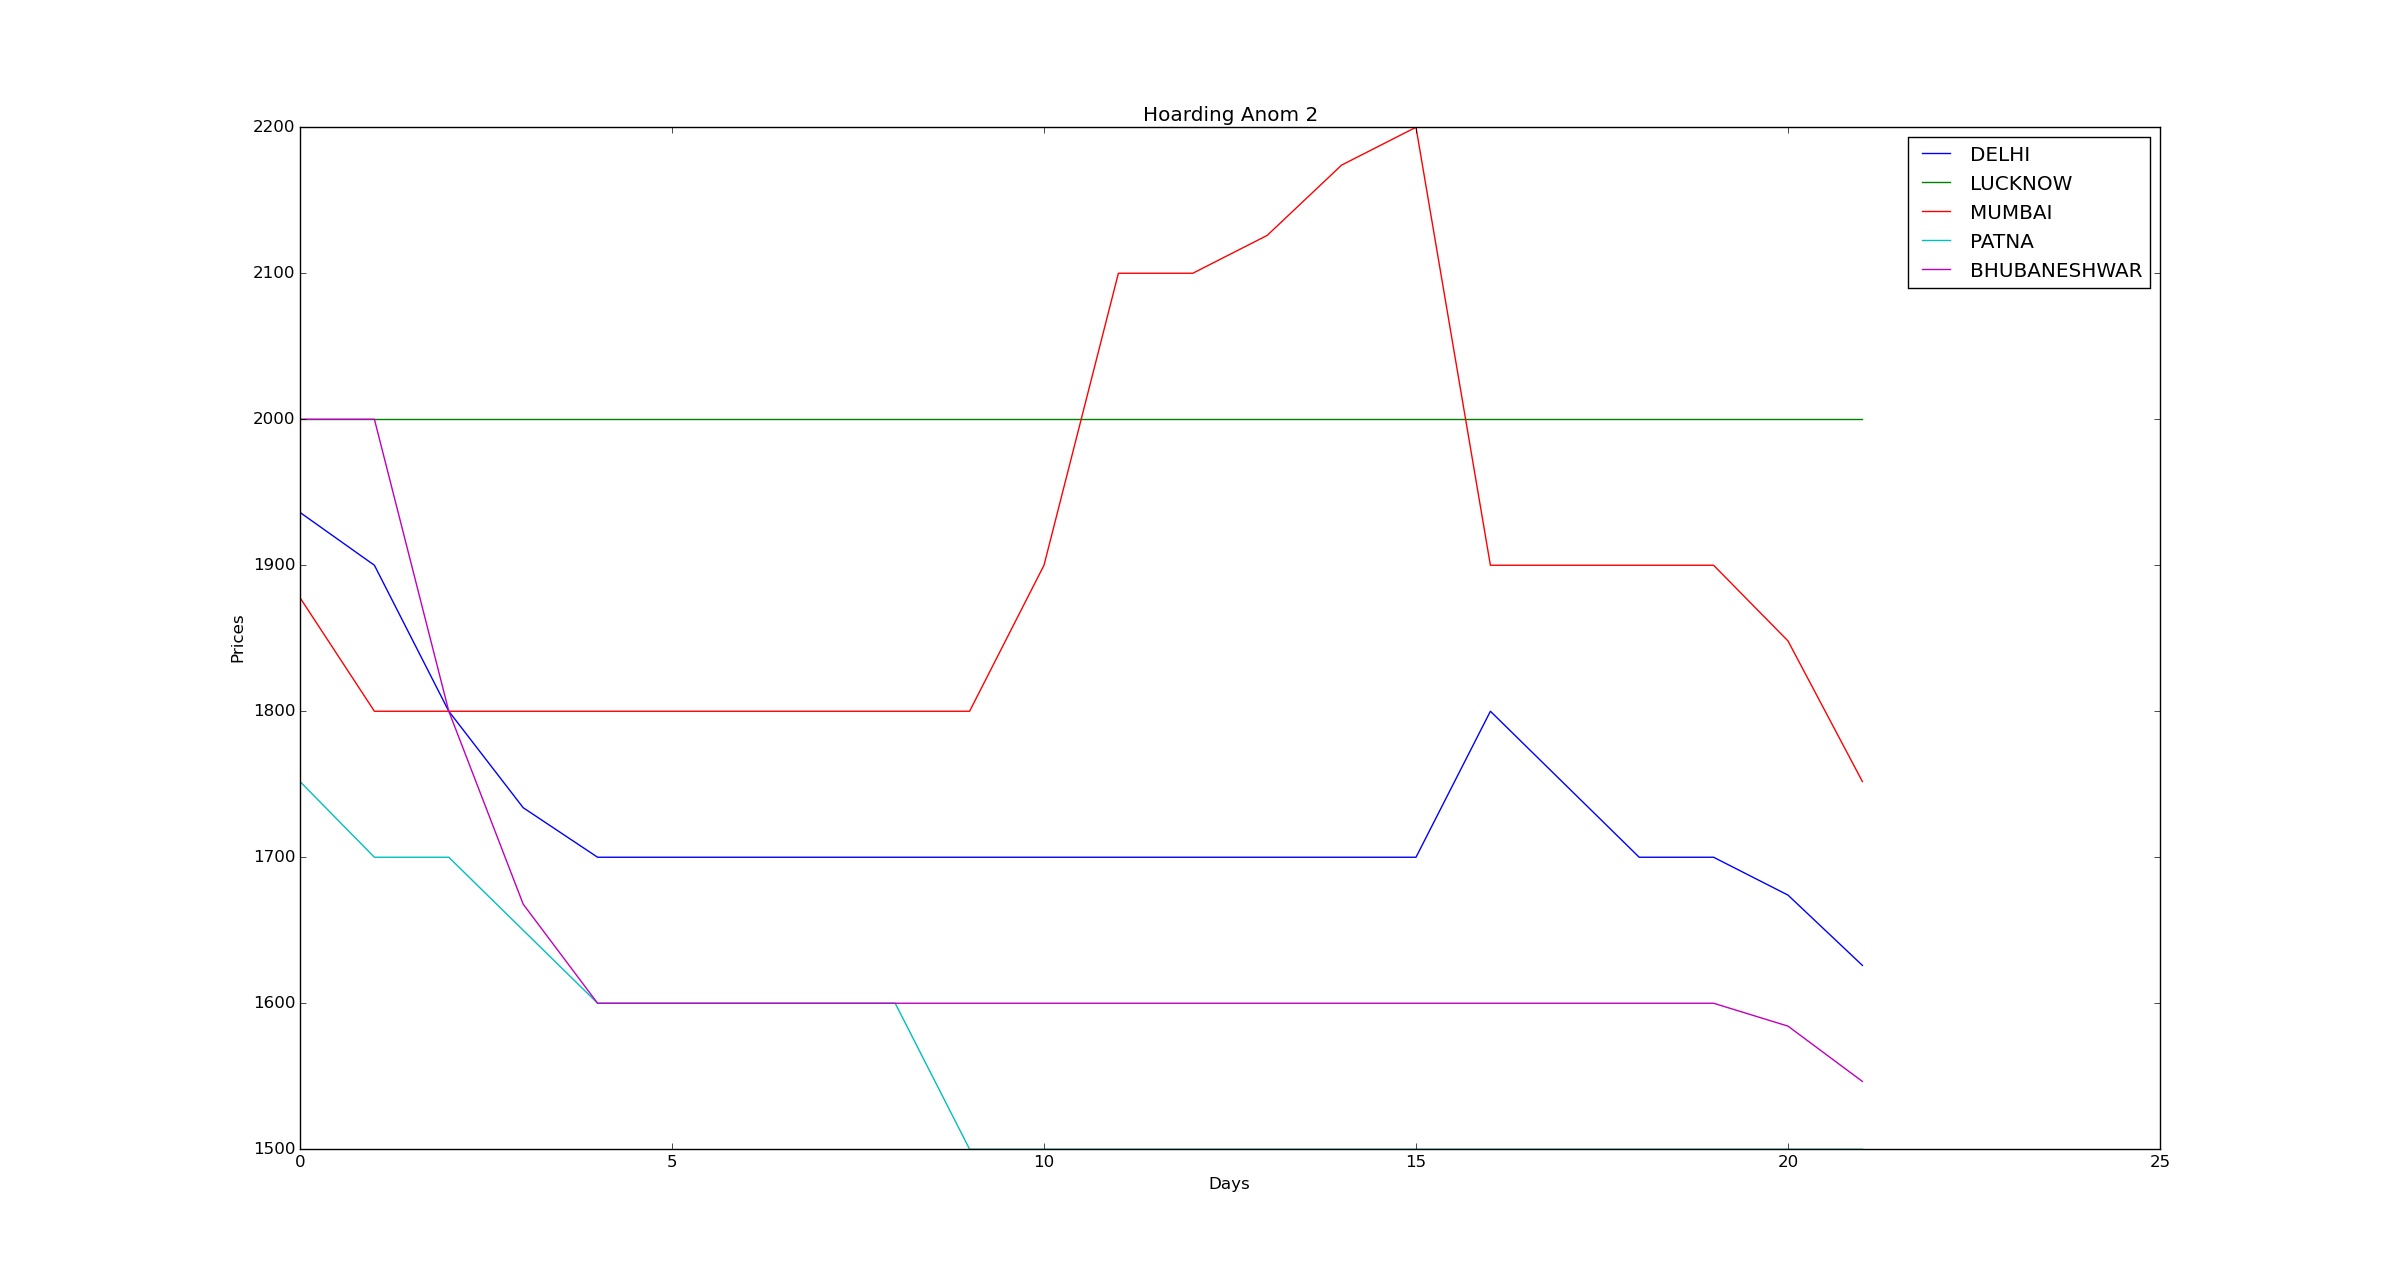 Hoarding Anom 2
2200
2100
2000
1900
1800
1700
1600
1500
Prices
0 5 10 15 20 25
Days
DELHI
LUCKNOW
MUMBAI
PATNA
BHUBANESHWAR